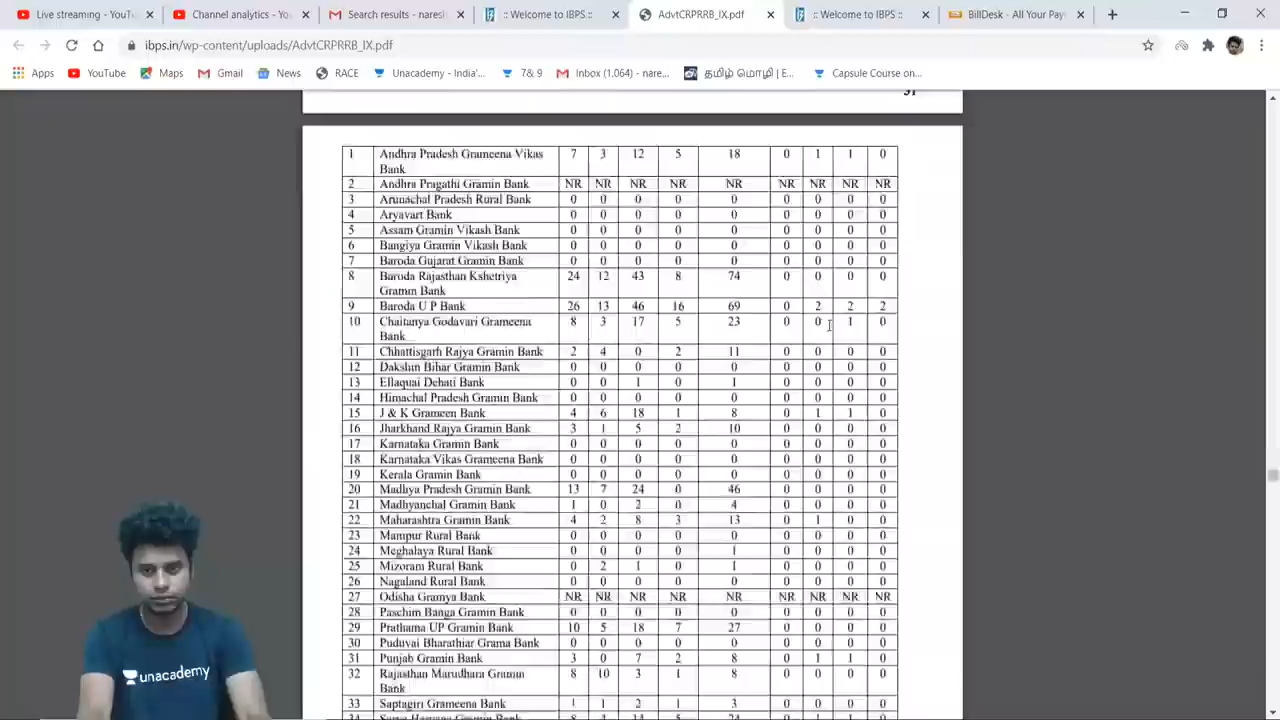 Live streaming - YouTu
Channel analytics - Yo
Search results - naresh
:: Welcome to IBPS ::
AdvtCRPRRB_IX.pdf
:: Welcome to IBPS ::
BillDesk - All Your Pay
ibps.in/wp-content/uploads/AdvtCRPRRB_IX.pdf
Apps YouTube Maps Gmail News RACE Unacademy - India'... 7& 9 Inbox (1,064) - nare... தமிழ் மொழி | E... Capsule Course on...
31
1 Andhra Pradesh Grameena Vikas Bank 7 3 12 5 18 0 1 1 0
2 Andhra Pragathi Gramin Bank NR NR NR NR NR NR NR NR NR
3 Arunachal Pradesh Rural Bank 0 0 0 0 0 0 0 0 0
4 Aryavart Bank 0 0 0 0 0 0 0 0 0
5 Assam Gramin Vikash Bank 0 0 0 0 0 0 0 0 0
6 Bangiya Gramin Vikash Bank 0 0 0 0 0 0 0 0 0
7 Baroda Gujarat Gramin Bank 0 0 0 0 0 0 0 0 0
8 Baroda Rajasthan Kshetriya Gramin Bank 24 12 43 8 74 0 0 0 0
9 Baroda U P Bank 26 13 46 16 69 0 2 2 2
10 Chaitanya Godavari Grameena Bank 8 3 17 5 23 0 0 1 0
11 Chhattisgarh Rajya Gramin Bank 2 4 0 2 11 0 0 0 0
12 Dakshin Bihar Gramin Bank 0 0 0 0 0 0 0 0 0
13 Ellaquai Dehati Bank 0 0 1 0 1 0 0 0 0
14 Himachal Pradesh Gramin Bank 0 0 0 0 0 0 0 0 0
15 J & K Grameen Bank 4 6 18 1 8 0 1 1 0
16 Jharkhand Rajya Gramin Bank 3 1 5 2 10 0 0 0 0
17 Karnataka Gramin Bank 0 0 0 0 0 0 0 0 0
18 Karnataka Vikas Grameena Bank 0 0 0 0 0 0 0 0 0
19 Kerala Gramin Bank 0 0 0 0 0 0 0 0 0
20 Madhya Pradesh Gramin Bank 13 7 24 0 46 0 0 0 0
21 Madhyanchal Gramin Bank 1 0 2 0 4 0 0 0 0
22 Maharashtra Gramin Bank 4 2 8 3 13 0 1 0 0
23 Manipur Rural Bank 0 0 0 0 0 0 0 0 0
24 Meghalaya Rural Bank 0 0 0 0 1 0 0 0 0
25 Mizoram Rural Bank 0 2 1 0 1 0 0 0 0
26 Nagaland Rural Bank 0 0 0 0 0 0 0 0 0
27 Odisha Gramya Bank NR NR NR NR NR NR NR NR NR
28 Paschim Banga Gramin Bank 0 0 0 0 0 0 0 0 0
29 Prathama UP Gramin Bank 10 5 18 7 27 0 0 0 0
30 Puduvai Bharathiar Grama Bank 0 0 0 0 0 0 0 0 0
31 Punjab Gramin Bank 3 0 7 2 8 0 1 1 0
32 Rajasthan Marudhara Gramin Bank 8 10 3 1 8 0 0 0 0
33 Saptagiri Grameena Bank 1 1 2 1 3 0 0 0 0
unacademy